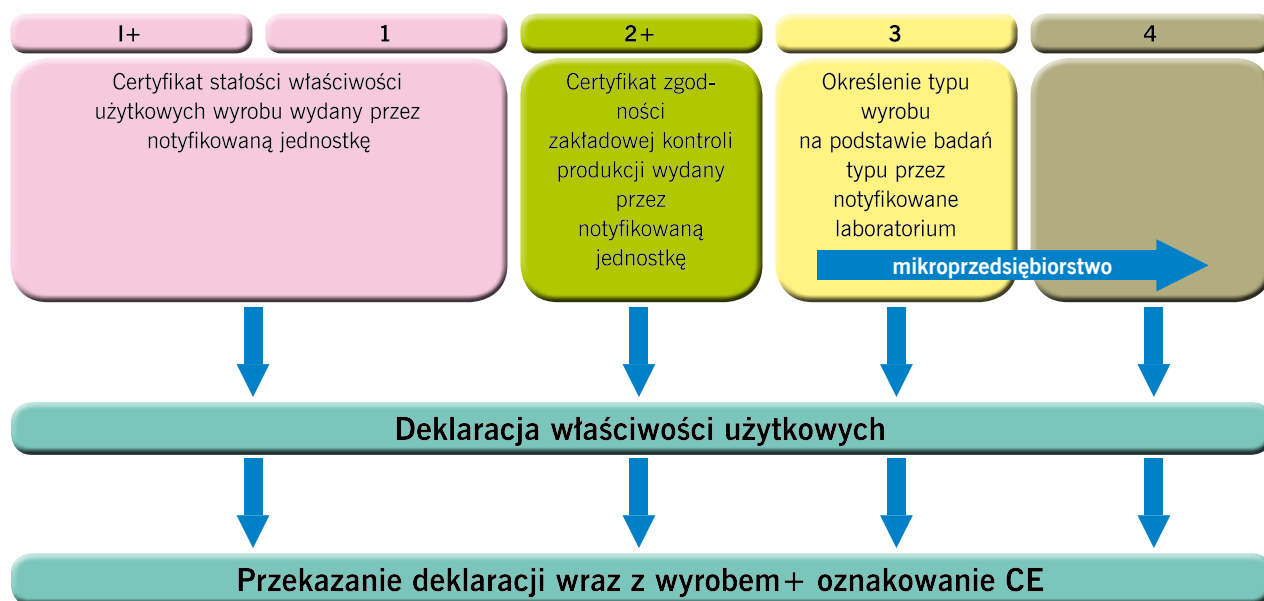 I+
1
2+
3
4
Certyfikat stałości właściwości
użytkowych wyrobu wydany przez
notyfikowaną jednostkę
Certyfikat zgod-
ności
zakładowej kontroli
produkcji wydany
przez
notyfikowaną
jednostkę
Określenie typu
wyrobu
na podstawie badań
typu przez
notyfikowane
laboratorium
mikroprzedsiębiorstwo
Deklaracja właściwości użytkowych
Przekazanie deklaracji wraz z wyrobem+ oznakowanie CE